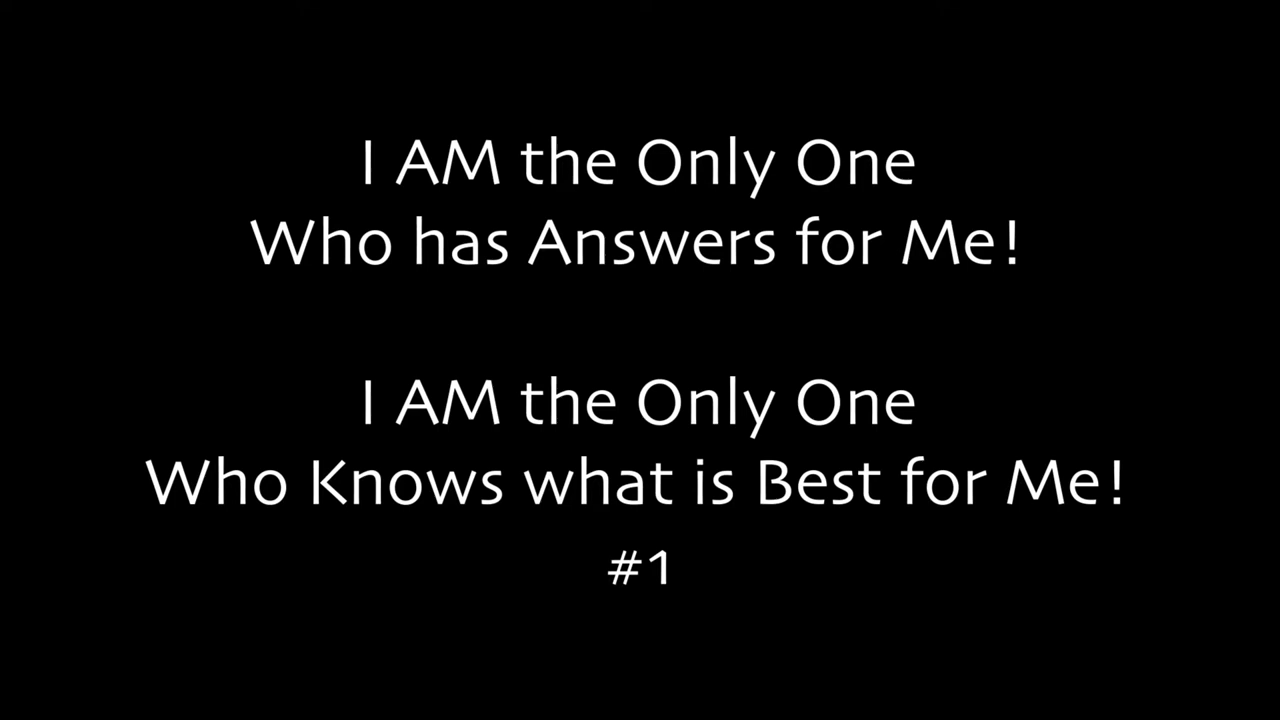 I AM the Only One
Who has Answers for Me!
I AM the Only One
Who Knows what is Best for Me!
#1